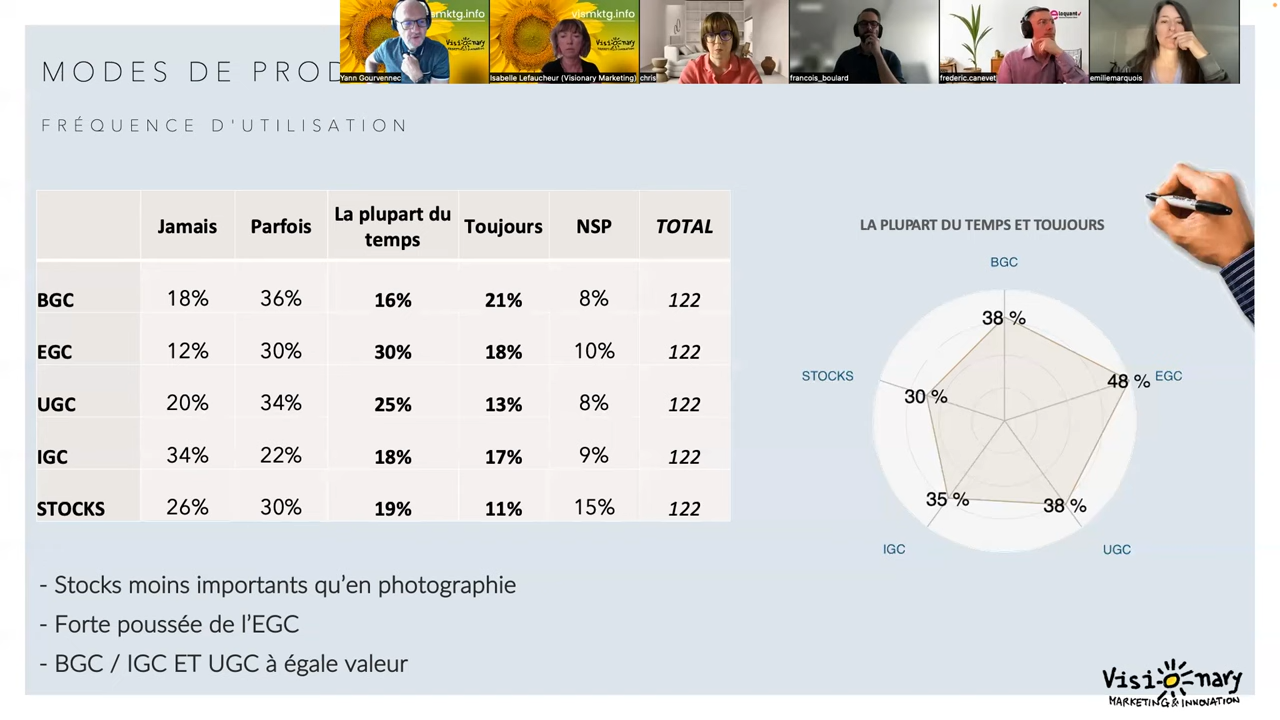 vismktg.info
Visionary
Yann Gourvennec
vismktg.info
Visionary
Isabelle Lefaucheur (Visionary Marketing)
chris
francois_boulard
frederic.canevet
emiliemarquois
MODES DE PROD
FRÉQUENCE D'UTILISATION
Jamais Parfois La plupart du temps Toujours NSP TOTAL
BGC 18% 36% 16% 21% 8% 122
EGC 12% 30% 30% 18% 10% 122
UGC 20% 34% 25% 13% 8% 122
IGC 34% 22% 18% 17% 9% 122
STOCKS 26% 30% 19% 11% 15% 122
LA PLUPART DU TEMPS ET TOUJOURS
BGC
38 %
STOCKS
30 %
48 % EGC
35 %
38 %
IGC
UGC
- Stocks moins importants qu'en photographie
- Forte poussée de l'EGC
- BGC / IGC ET UGC à égale valeur
Visionary
MARKETING & INNOVATION